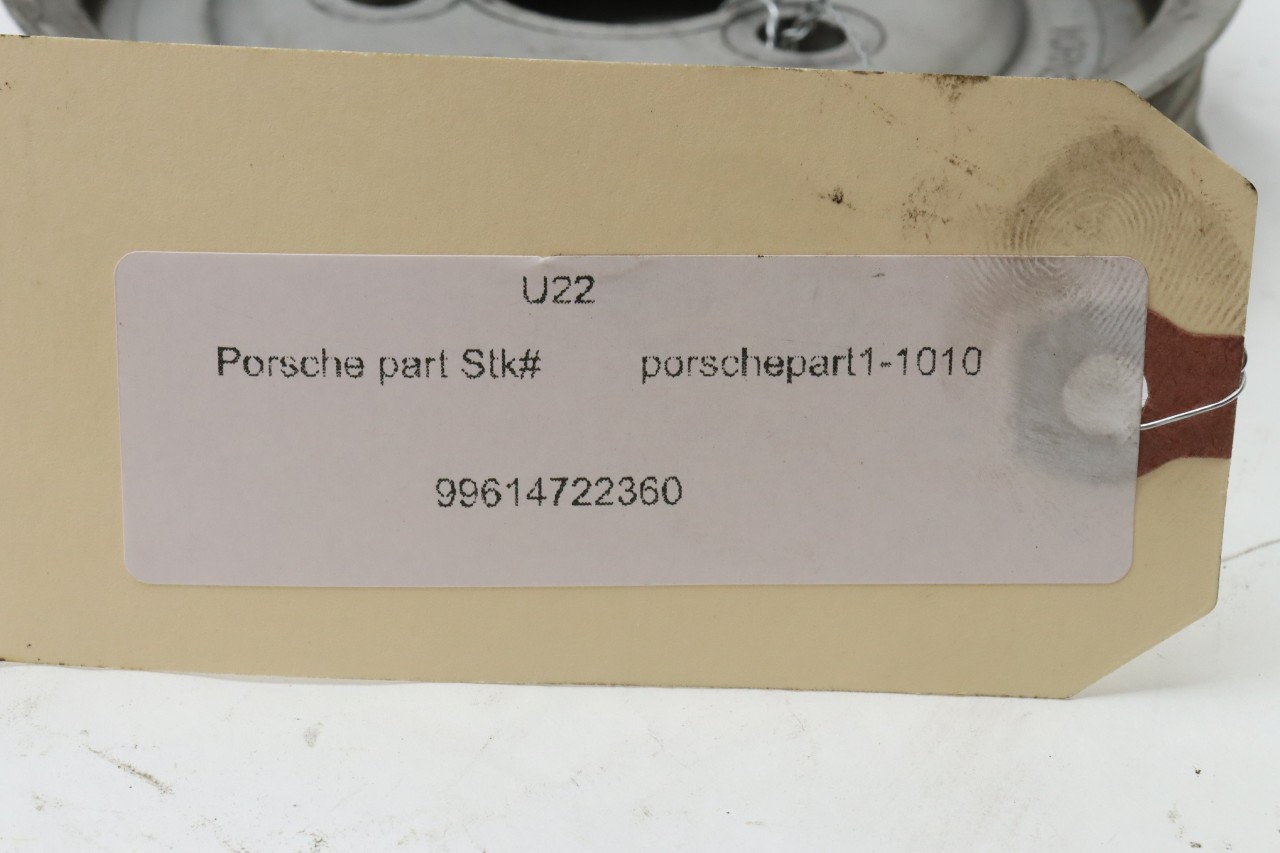 U22
Porsche part Stk# porschepart1-1010
99614722360